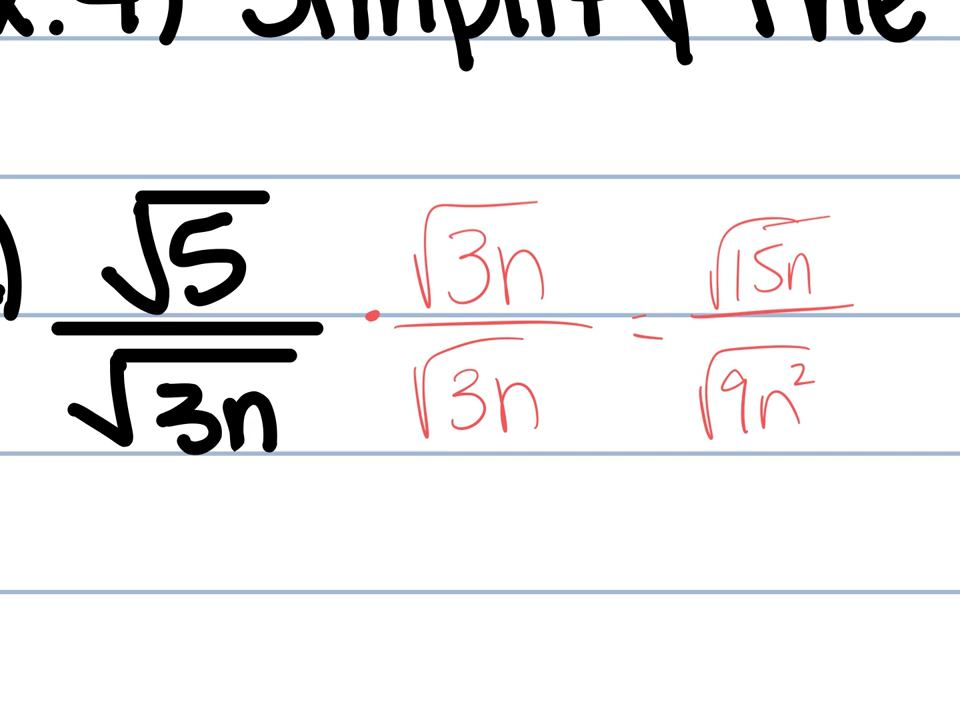 Simplify The
√5/√3n · √3n/√3n = √15n/√9n²